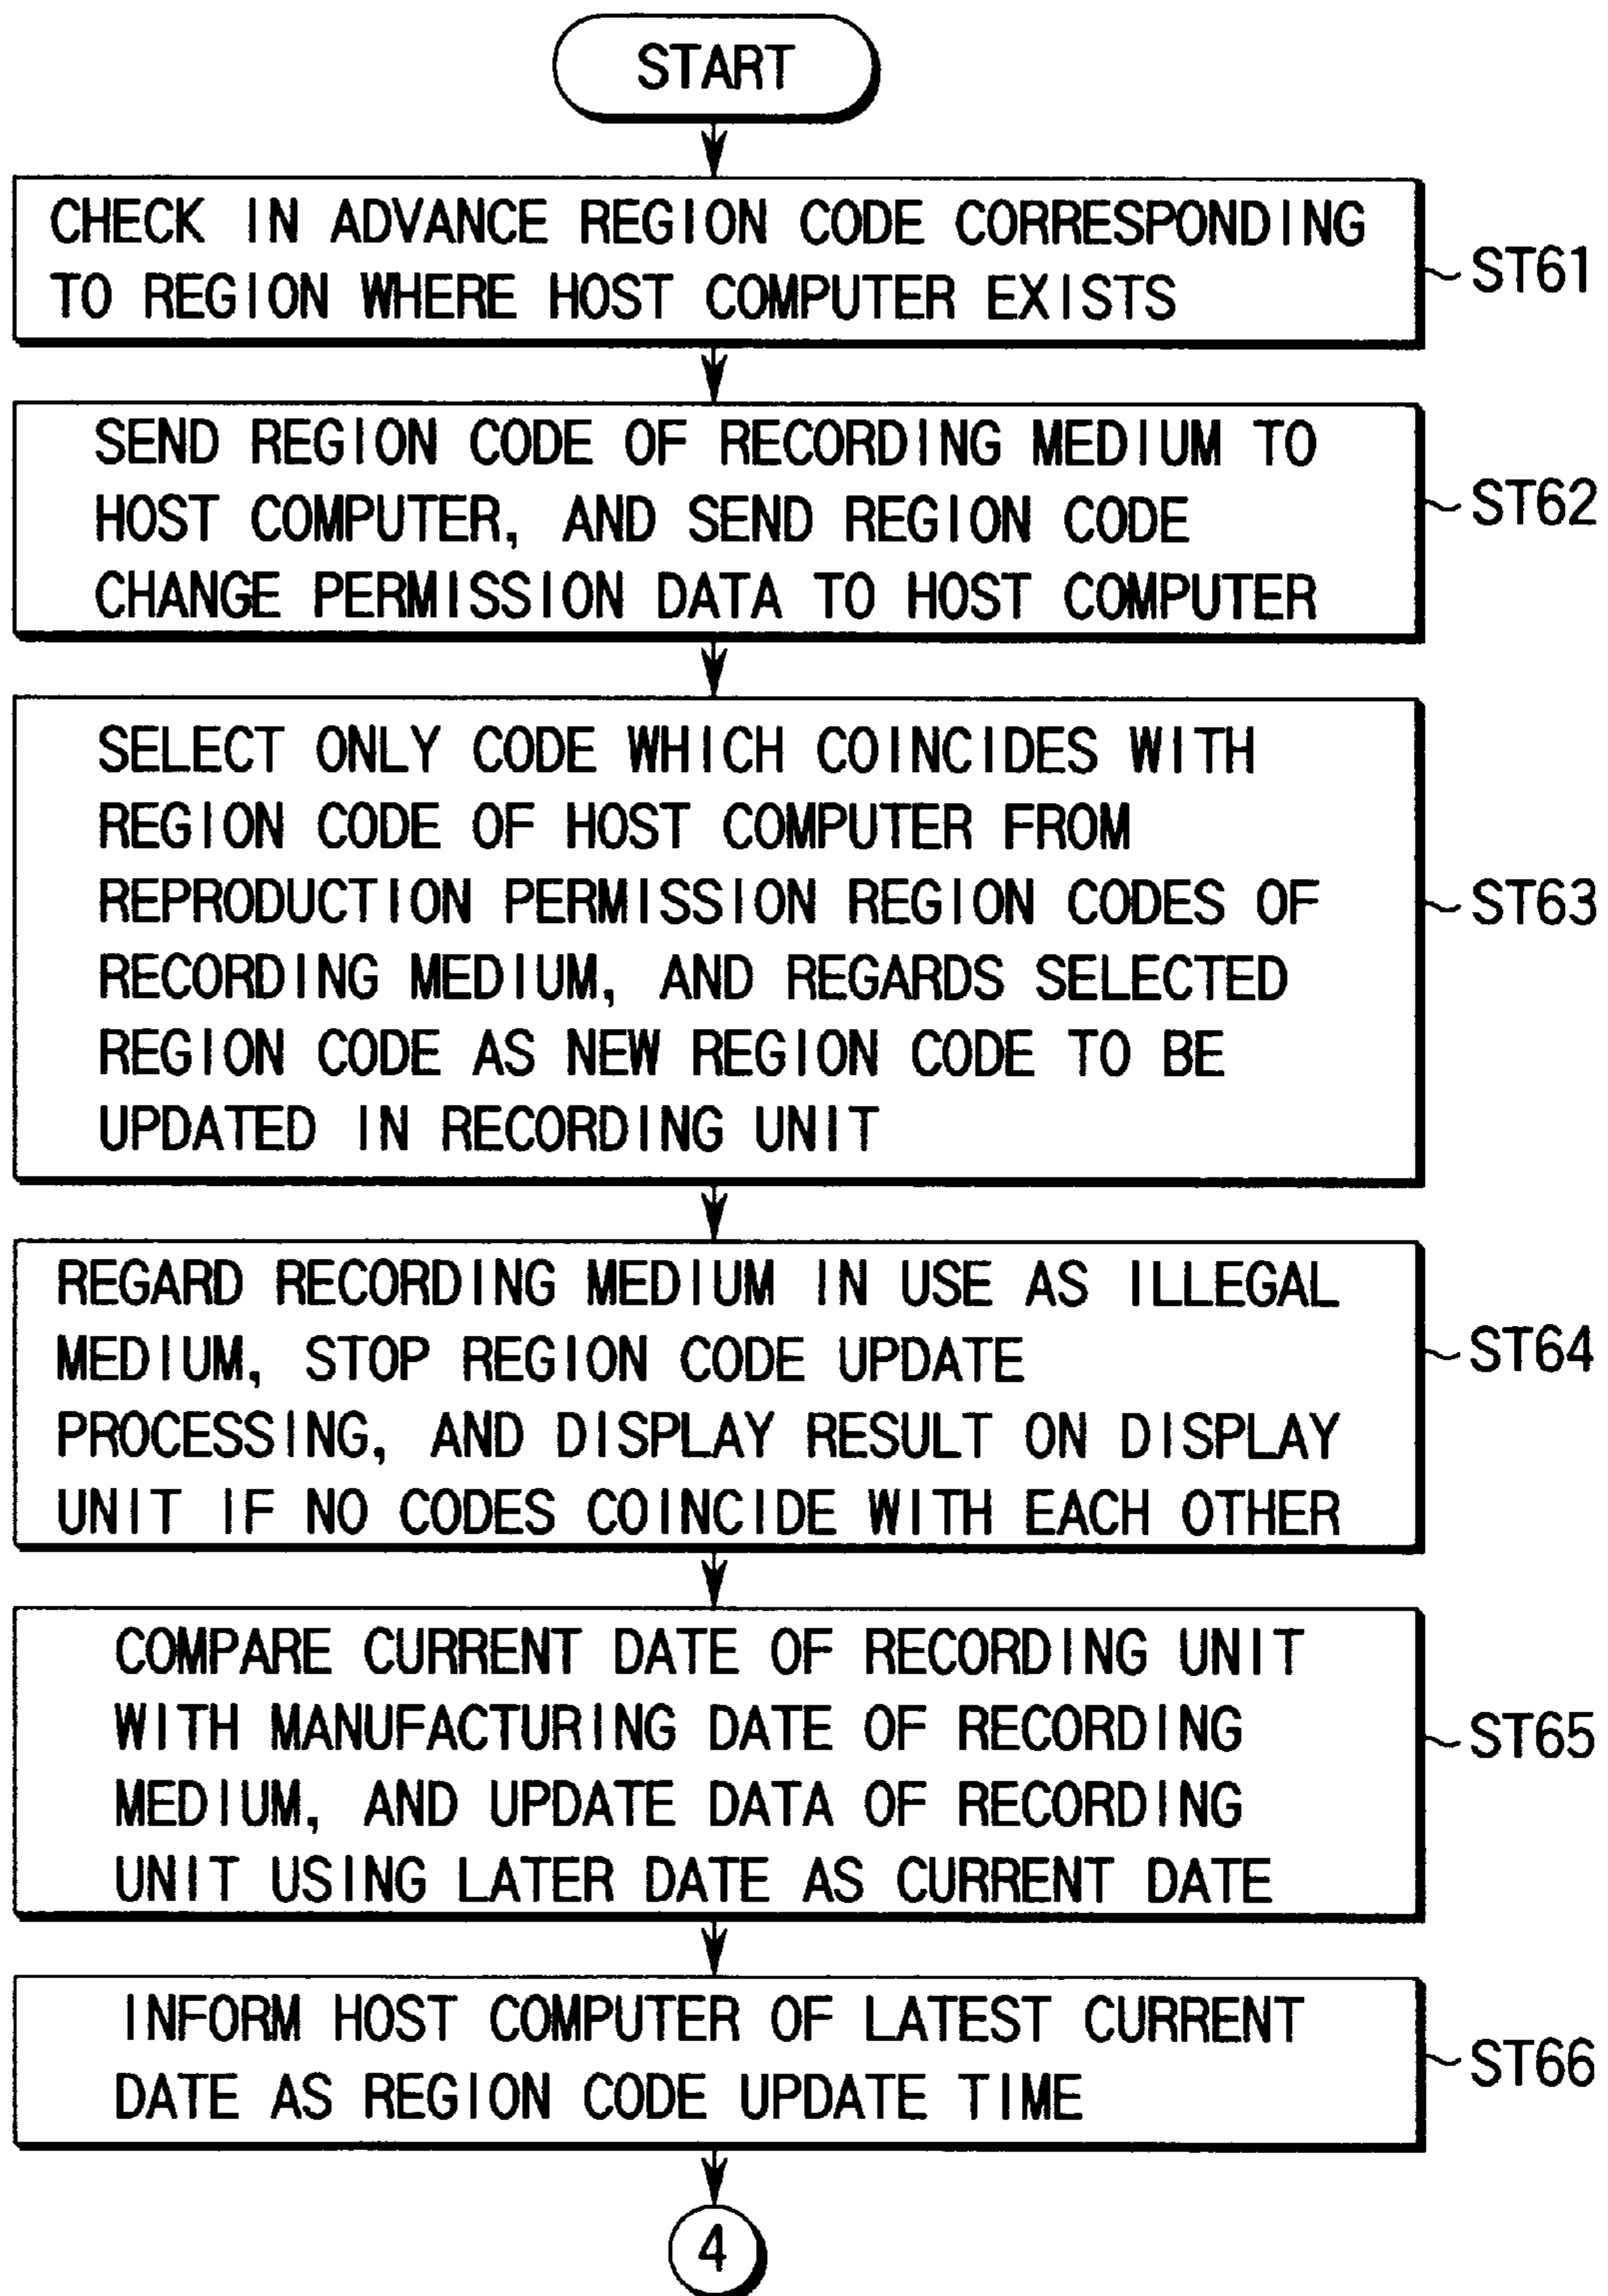 START
CHECK IN ADVANCE REGION CODE CORRESPONDING
TO REGION WHERE HOST COMPUTER EXISTS
ST61
SEND REGION CODE OF RECORDING MEDIUM TO
HOST COMPUTER, AND SEND REGION CODE
CHANGE PERMISSION DATA TO HOST COMPUTER
ST62
SELECT ONLY CODE WHICH COINCIDES WITH
REGION CODE OF HOST COMPUTER FROM
REPRODUCTION PERMISSION REGION CODES OF
RECORDING MEDIUM, AND REGARDS SELECTED
REGION CODE AS NEW REGION CODE TO BE
UPDATED IN RECORDING UNIT
ST63
REGARD RECORDING MEDIUM IN USE AS ILLEGAL
MEDIUM, STOP REGION CODE UPDATE
PROCESSING, AND DISPLAY RESULT ON DISPLAY
UNIT IF NO CODES COINCIDE WITH EACH OTHER
ST64
COMPARE CURRENT DATE OF RECORDING UNIT
WITH MANUFACTURING DATE OF RECORDING
MEDIUM, AND UPDATE DATA OF RECORDING
UNIT USING LATER DATE AS CURRENT DATE
ST65
INFORM HOST COMPUTER OF LATEST CURRENT
DATE AS REGION CODE UPDATE TIME
ST66
4